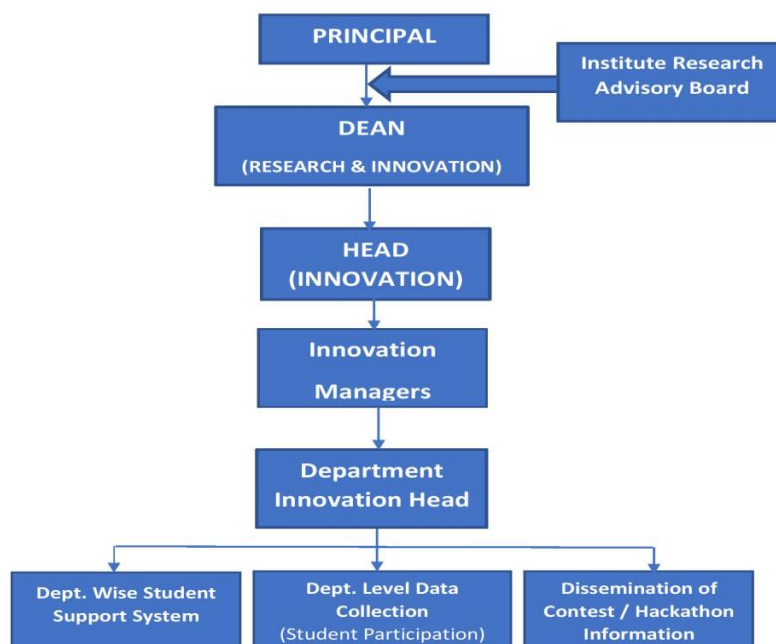 PRINCIPAL
Institute Research
Advisory Board
DEAN
(RESEARCH & INNOVATION)
HEAD
(INNOVATION)
Innovation
Managers
Department
Innovation Head
Dept. Wise Student
Support System
Dept. Level Data
Collection
(Student Participation)
Dissemination of
Contest / Hackathon
Information